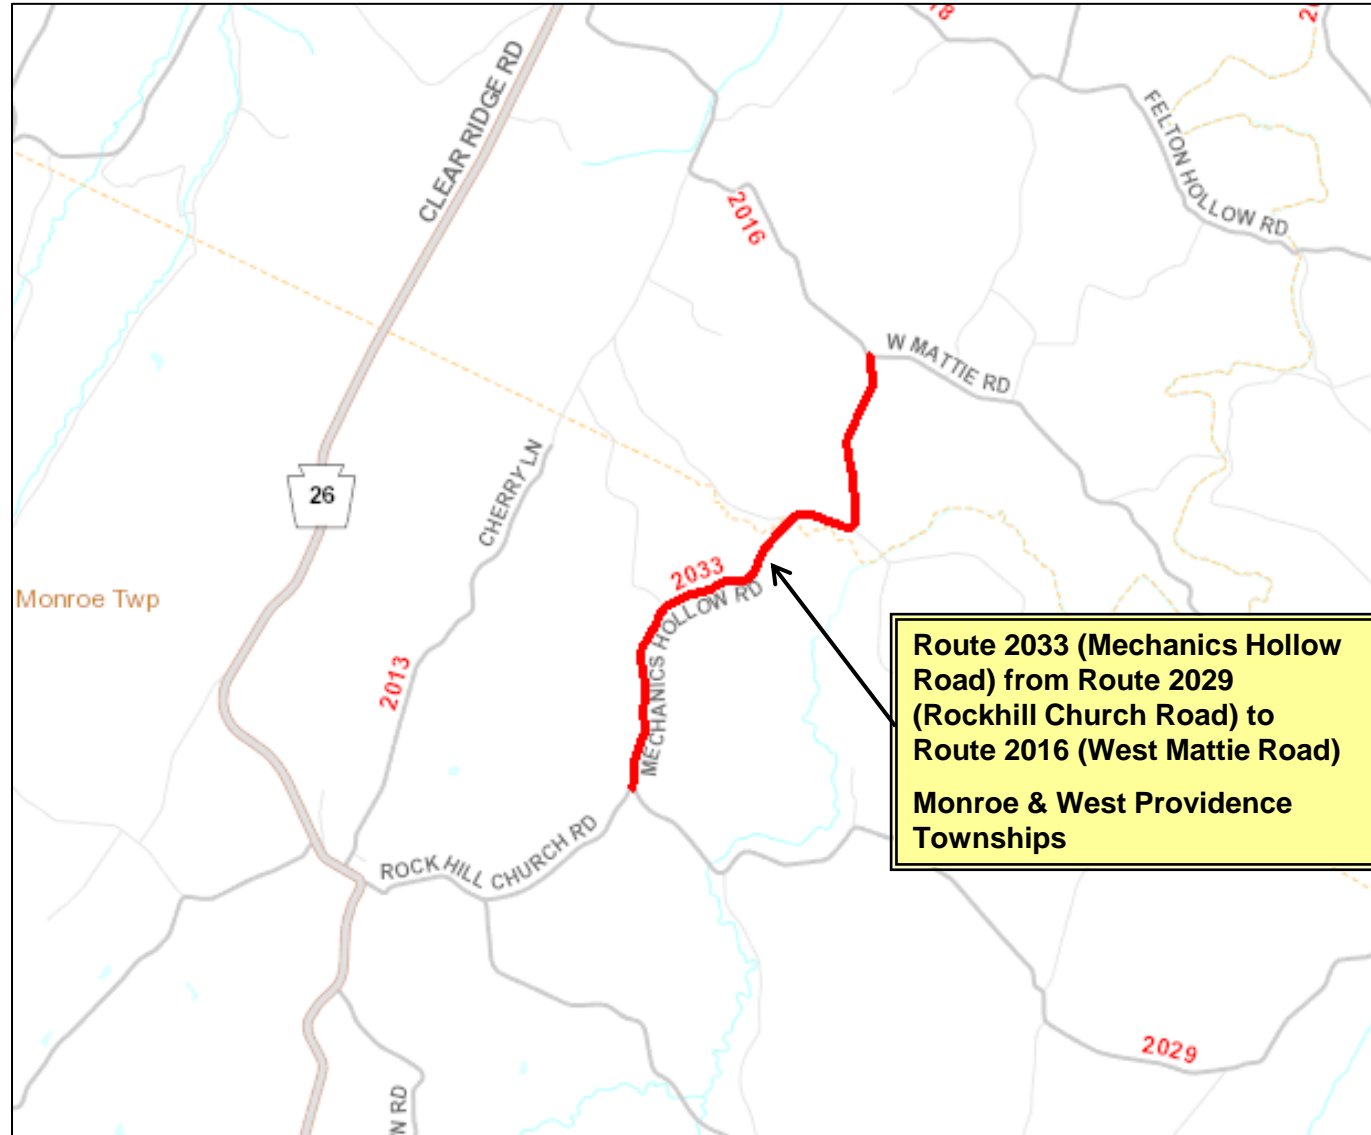 CLEAR RIDGE RD
FELTON HOLLOW RD
2016
W MATTIE RD
26
CHERRY LN
2033
MECHANICS HOLLOW RD
Monroe Twp
2013
Route 2033 (Mechanics Hollow
Road) from Route 2029
(Rockhill Church Road) to
Route 2016 (West Mattie Road)
Monroe & West Providence
Townships
ROCK HILL CHURCH RD
2029